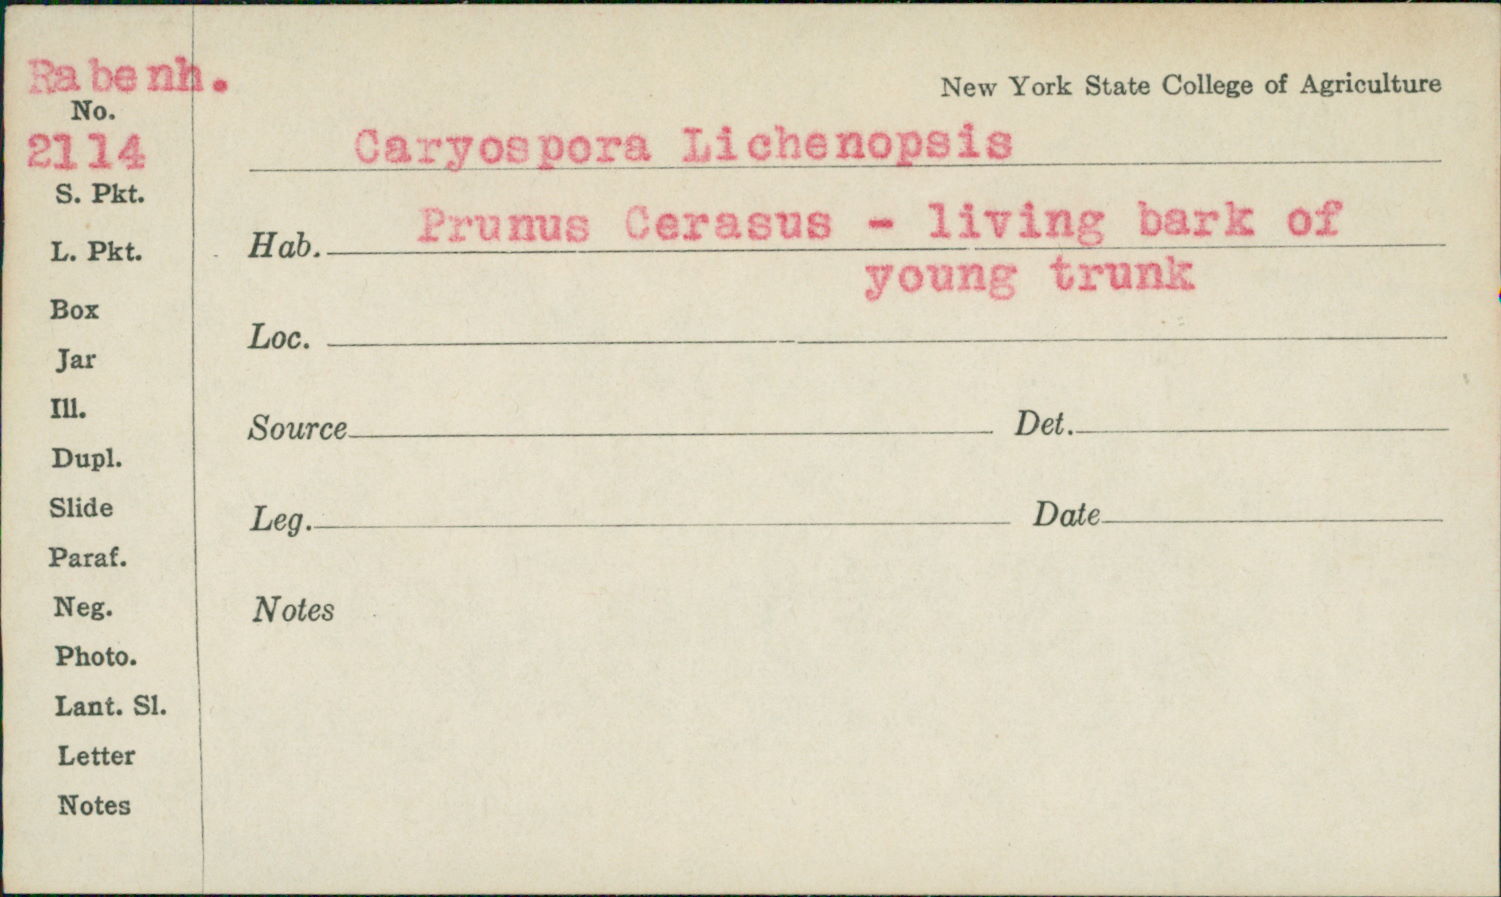 Rabenh.
No.
2114
S. Pkt.
L. Pkt.
Box
Jar
Ill.
Dupl.
Slide
Paraf.
Neg.
Photo.
Lant. Sl.
Letter
Notes
New York State College of Agriculture
Caryospora Lichenopsis
Hab. Prunus Cerasus - living bark of
young trunk
Loc.
Source Det.
Leg. Date
Notes